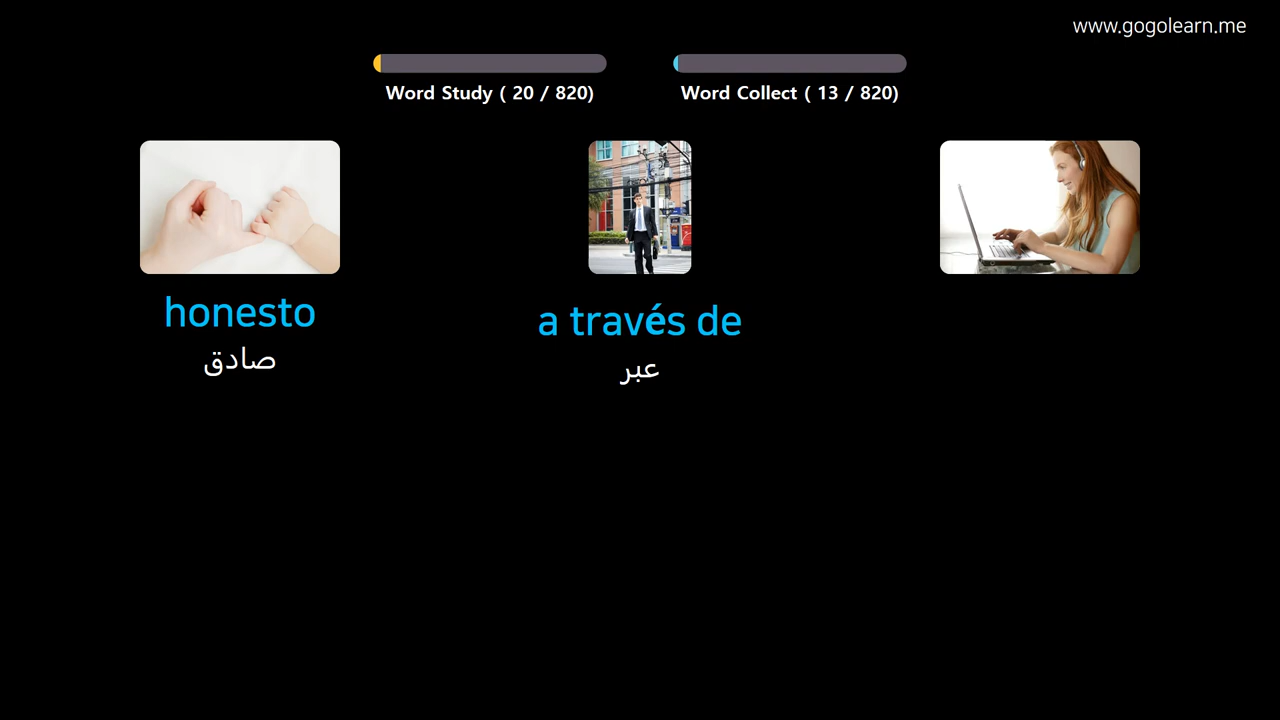 www.gogolearn.me
Word Study ( 20 / 820)
Word Collect ( 13 / 820)
honesto
صادق
a través de
عبر